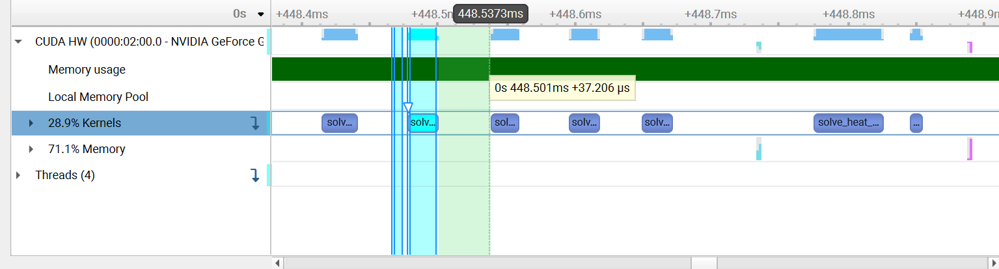 0s +448.4ms +448.5m 448.5373ms +448.6ms +448.7ms +448.8ms +448.9m
CUDA HW (0000:02:00.0 - NVIDIA GeForce G
Memory usage
0s 448.501ms +37.206 µs
Local Memory Pool
28.9% Kernels solv... solv... sol... solv... solv... solve_heat_... ...
71.1% Memory
Threads (4)